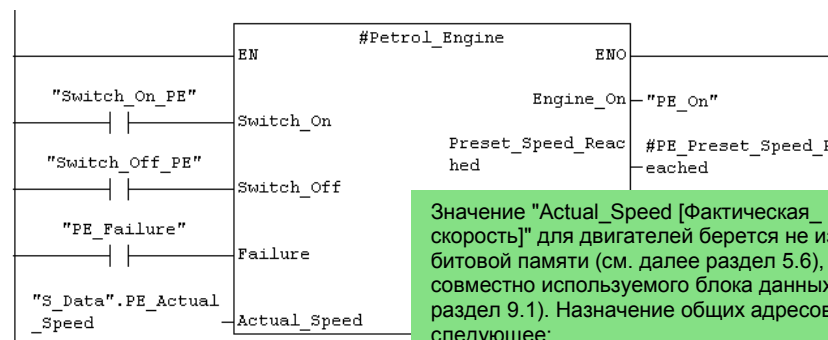 #Petrol_Engine
EN
ENO
"Switch_On_PE"
Switch_On
Engine_On
"PE_On"
Preset_Speed_Reac
hed
#PE_Preset_Speed_R
eached
"Switch_Off_PE"
Switch_Off
"PE_Failure"
Failure
"S_Data".PE_Actual
_Speed
Actual_Speed
Значение "Actual_Speed [Фактическая_
скорость]" для двигателей берется не из
битовой памяти (см. далее раздел 5.6),
совместно используемого блока данных
раздел 9.1). Назначение общих адресов
следующее: